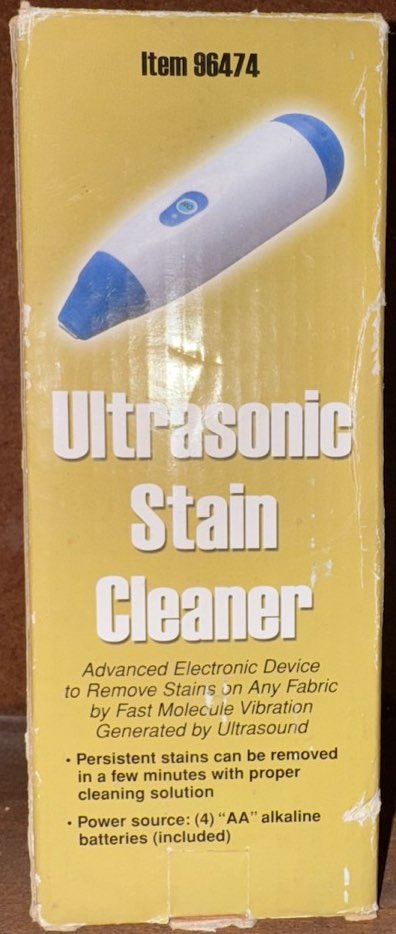 Item 96474
Ultrasonic
Stain
Cleaner
Advanced Electronic Device
to Remove Stains on Any Fabric
by Fast Molecule Vibration
Generated by Ultrasound
• Persistent stains can be removed
in a few minutes with proper
cleaning solution
• Power source: (4) “AA” alkaline
batteries (included)